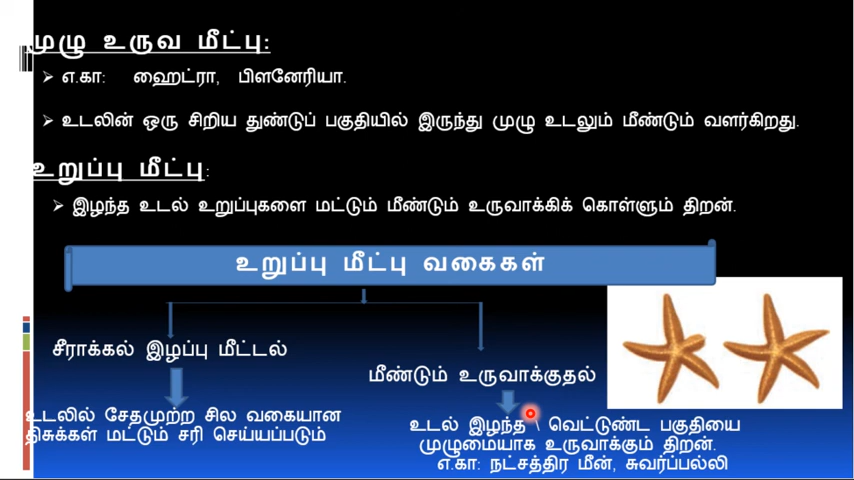 முழு உருவ மீட்பு:
➢ எ.கா: ஹைட்ரா, பிளனேரியா.
➢ உடலின் ஒரு சிறிய துண்டுப் பகுதியில் இருந்து முழு உடலும் மீண்டும் வளர்கிறது.
உறுப்பு மீட்பு:
➢ இழந்த உடல் உறுப்புகளை மட்டும் மீண்டும் உருவாக்கிக் கொள்ளும் திறன்.
உறுப்பு மீட்பு வகைகள்
சீராக்கல் இழப்பு மீட்டல்
உடலில் சேதமுற்ற சில வகையான
திசுக்கள் மட்டும் சரி செய்யப்படும்
மீண்டும் உருவாக்குதல்
உடல் இழந்த \ வெட்டுண்ட பகுதியை
முழுமையாக உருவாக்கும் திறன்.
எ.கா: நட்சத்திர மீன், சுவர்ப்பல்லி